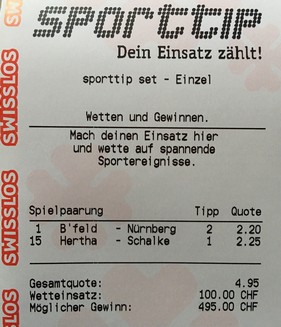 sporttip
Dein Einsatz zählt!
sporttip set - Einzel
Wetten und Gewinnen.
Mach deinen Einsatz hier
und wette auf spannende
Sportereignisse.
Spielpaarung Tipp Quote
1 B'feld - Nürnberg 2 2.20
15 Hertha - Schalke 1 2.25
Gesamtquote: 4.95
Wetteinsatz: 100.00 CHF
Möglicher Gewinn: 495.00 CHF
SWISSLOS
SWISSLOS